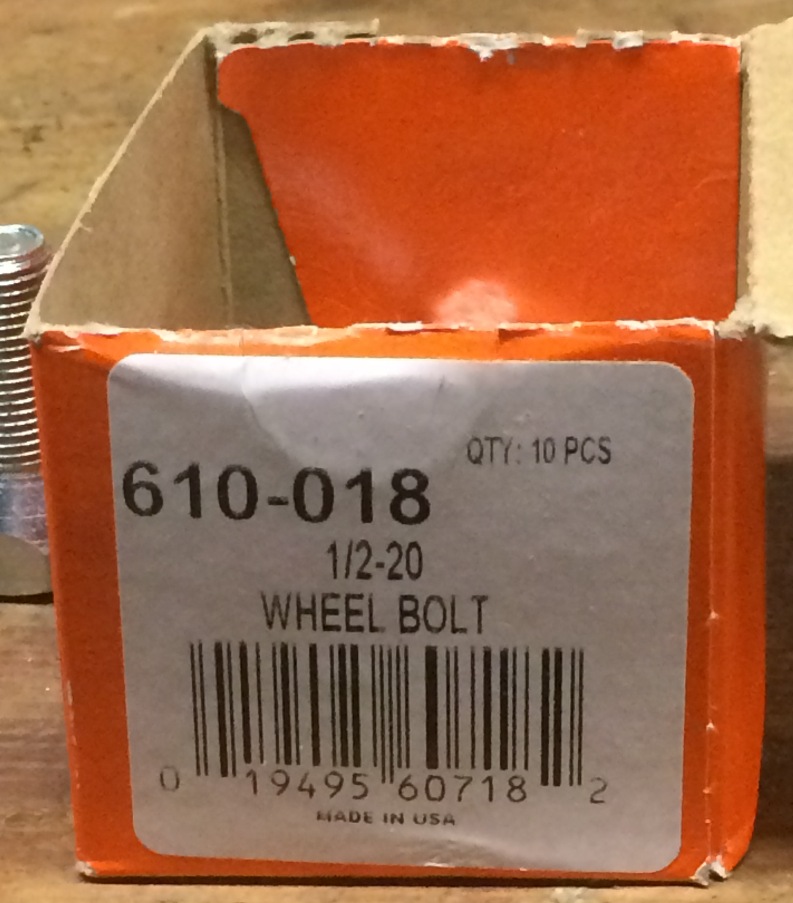 QTY: 10 PCS
610-018
1/2-20
WHEEL BOLT
0 19495 60718 2
MADE IN USA